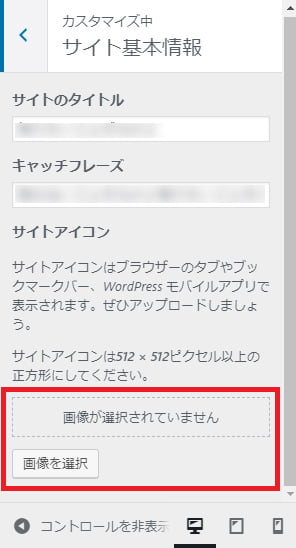 カスタマイズ中
サイト基本情報
サイトのタイトル
キャッチフレーズ
サイトアイコン
サイトアイコンはブラウザーのタブやブッ
クマークバー、WordPress モバイルアプリで
表示されます。ぜひアップロードしましょ
う。
サイトアイコンは512 × 512ピクセル以上の
正方形にしてください。
画像が選択されていません
画像を選択
コントロールを非表示